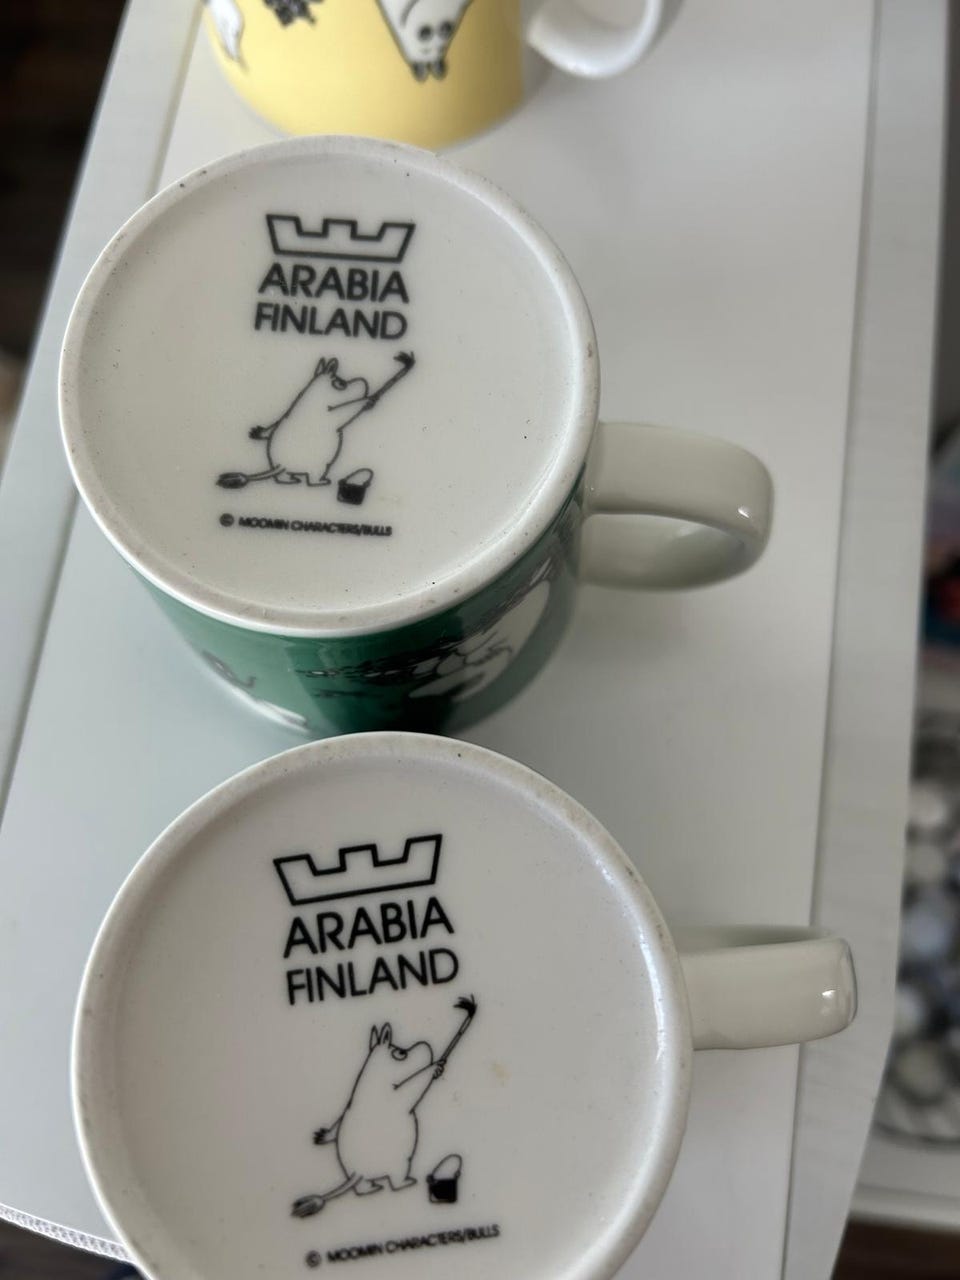 ARABIA
FINLAND
© MOOMIN CHARACTERS/BULLS
ARABIA
FINLAND
© MOOMIN CHARACTERS/BULLS